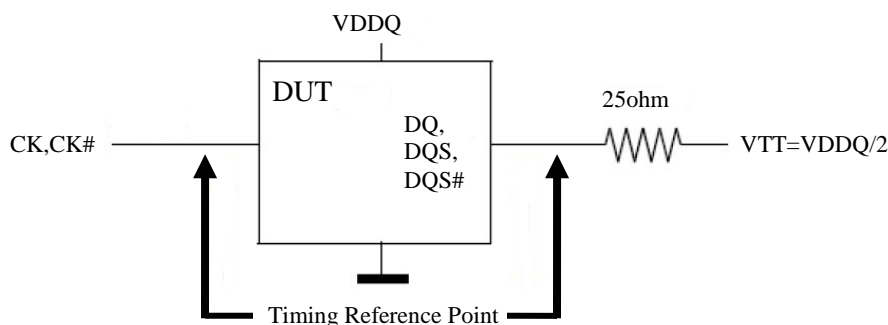 VDDQ
DUT
25ohm
CK,CK#
DQ,
DQS,
DQS#
VTT=VDDQ/2
Timing Reference Point